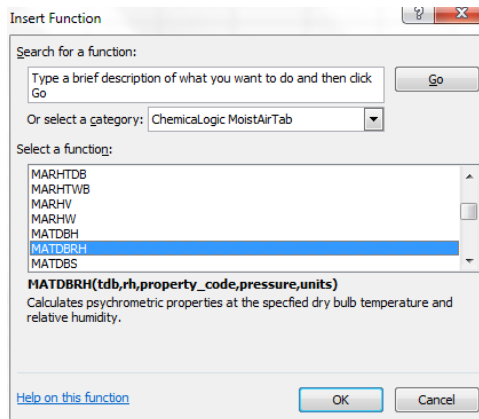 Insert Function
?
X
Search for a function:
Type a brief description of what you want to do and then click
Go
Go
Or select a category:
ChemicaLogic MoistAirTab
Select a function:
MARHTDB
MARHTWB
MARHV
MARHW
MATDBH
MATDBRH
MATDBS
MATDBRH(tdb,rh,property_code,pressure,units)
Calculates psychrometric properties at the specfied dry bulb temperature and
relative humidity.
Help on this function
OK
Cancel